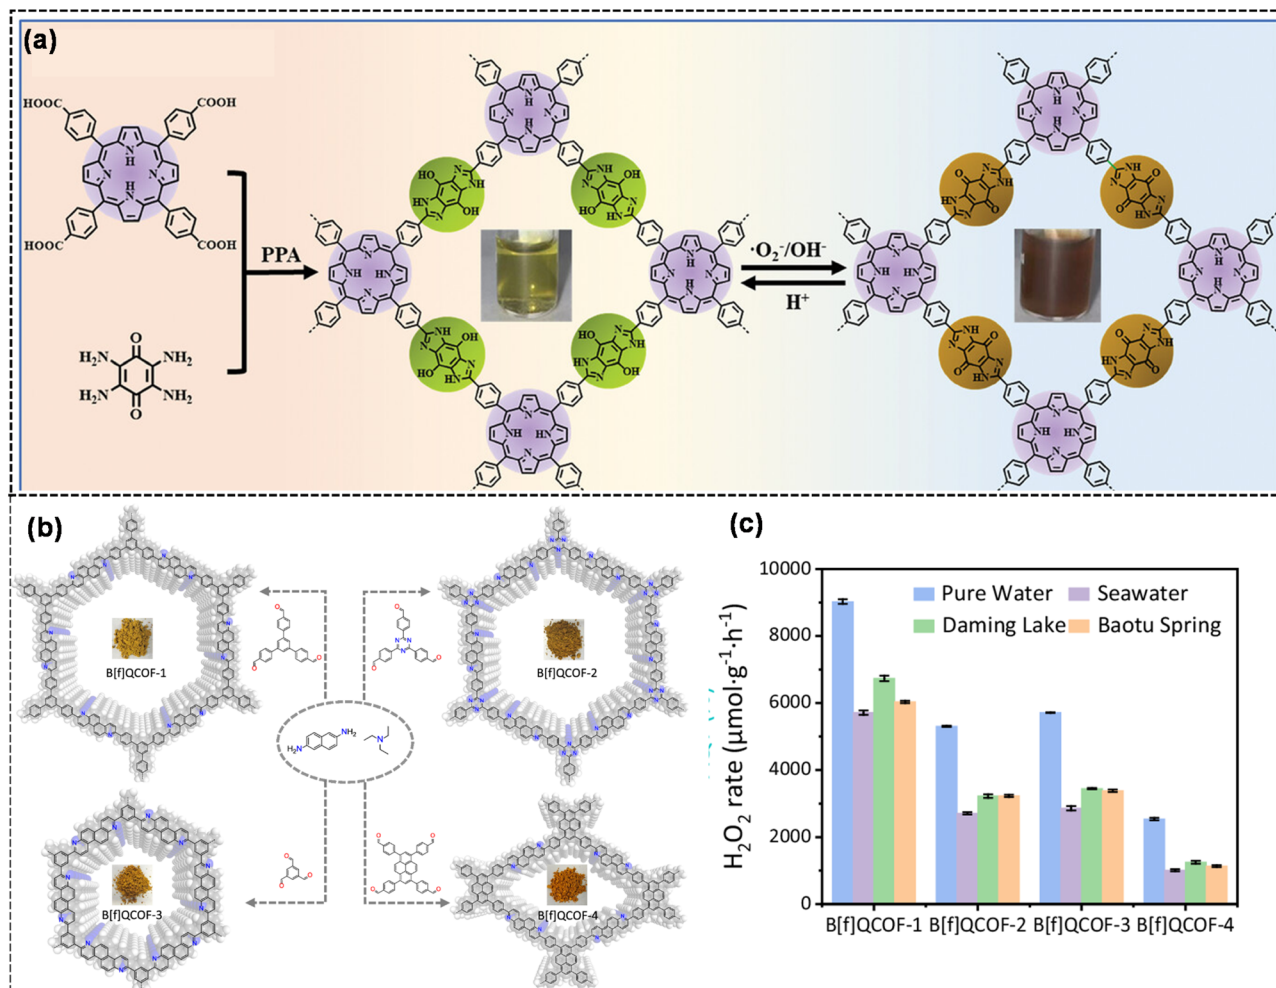 (a)
HOOC
COOH
HOOC
COOH
NH
N
N
HN
O
H₂N
NH₂
H₂N
NH₂
O
PPA
HO
OH
·O₂⁻/OH⁻
H⁺
(b)
B[f]QCOF-1
B[f]QCOF-2
NH₂
H₂N
N
B[f]QCOF-3
B[f]QCOF-4
(c)
H₂O₂ rate (μmol·g⁻¹·h⁻¹)
10000
8000
6000
4000
2000
0
Pure Water
Seawater
Daming Lake
Baotu Spring
B[f]QCOF-1 B[f]QCOF-2 B[f]QCOF-3 B[f]QCOF-4